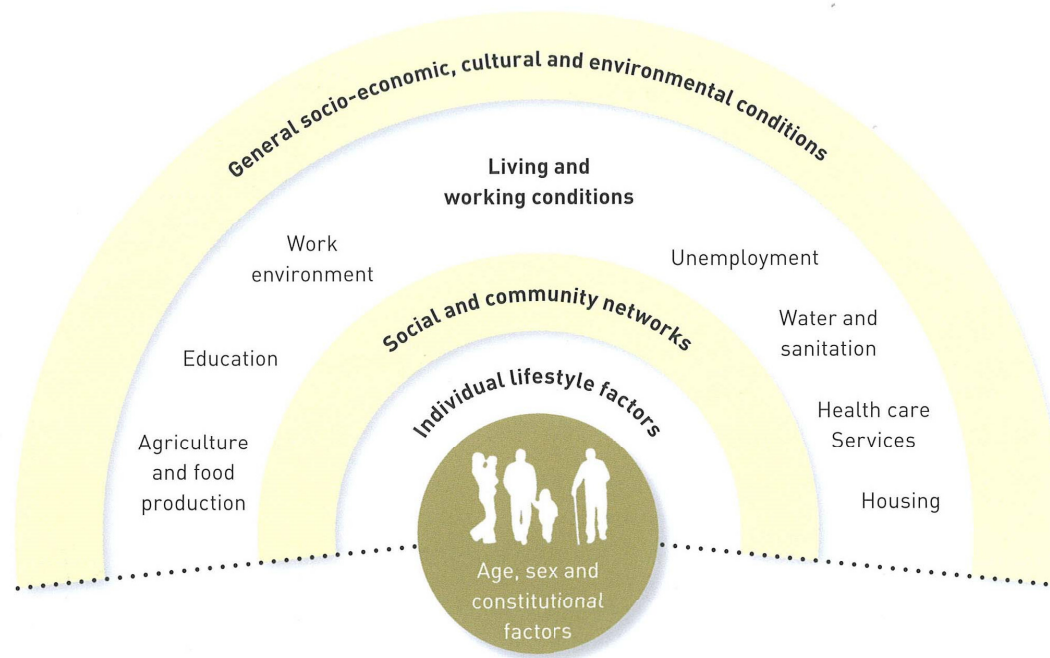 General socio-economic, cultural and environmental conditions
Living and
working conditions
Work
environment
Unemployment
Social and community networks
Water and
sanitation
Education
Individual lifestyle factors
Health care
Services
Agriculture
and food
production
Housing
Age, sex and
constitutional
factors